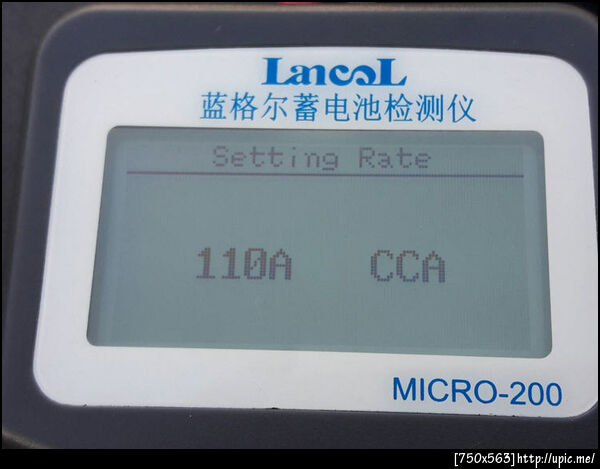 LancoL
蓝格尔蓄电池检测仪
Setting Rate
110A CCA
MICRO-200
[750x563]http://upic.me/